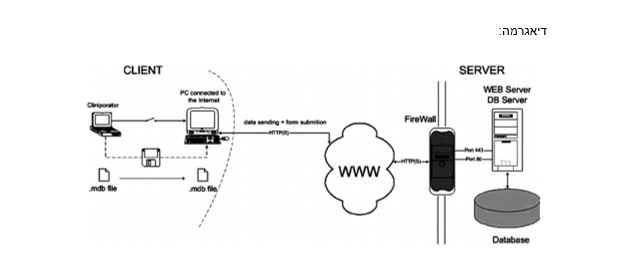 דיאגרמה:
CLIENT
SERVER
PC connected to
the Internet
Cliniporator
WEB Server
DB Server
FireWall
data sending + form submition
HTTP(S)
WWW
HTTP(S)
Port 443
Port 80
.mdb file
.mdb file
Database